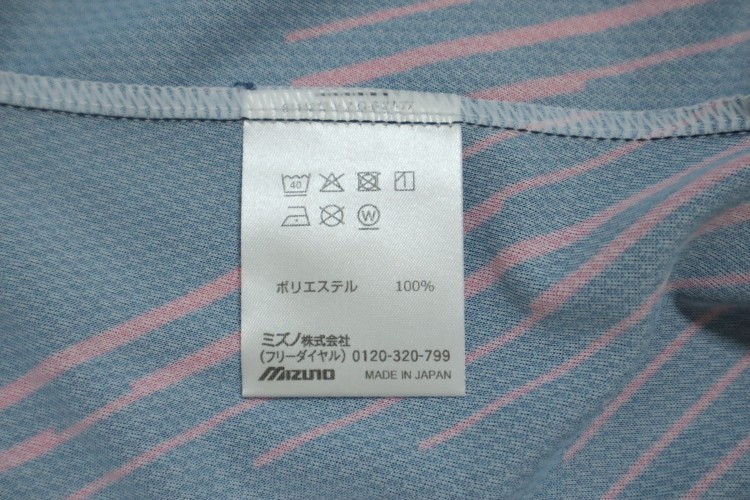 40
W
ポリエステル 100%
ミズノ株式会社
(フリーダイヤル) 0120-320-799
MIZUNO MADE IN JAPAN